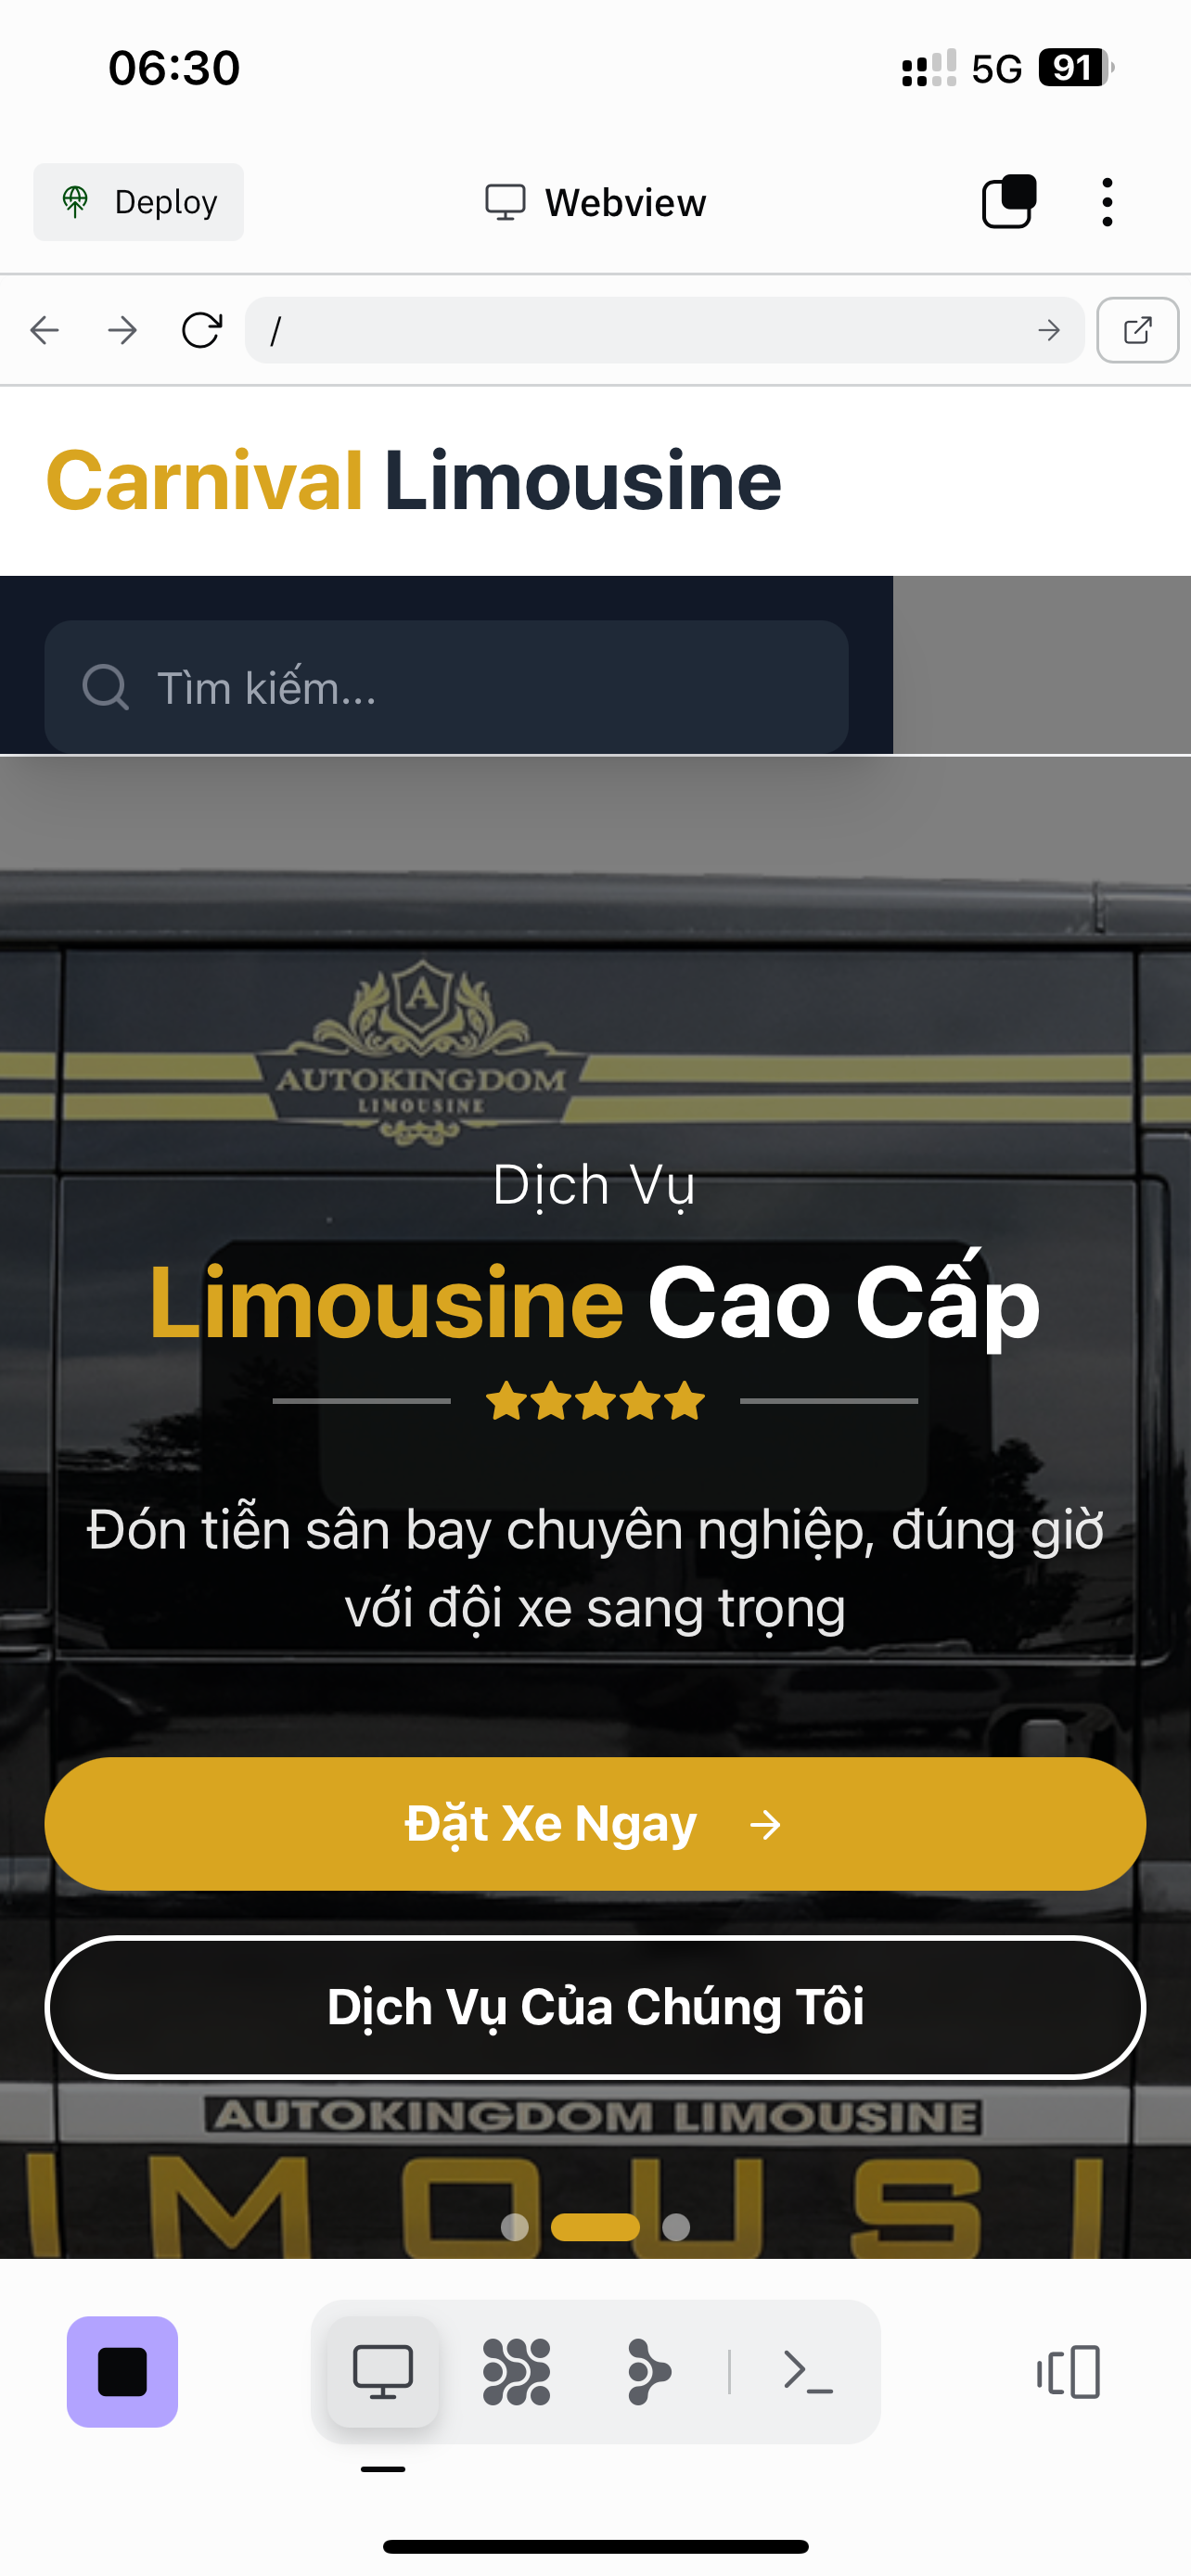 06:30
5G
91
Deploy
Webview
/
Carnival Limousine
Tìm kiếm...
A
AUTOKINGDOM
LIMOUSINE
Dịch Vụ
Limousine Cao Cấp
Đón tiễn sân bay chuyên nghiệp, đúng giờ
với đội xe sang trọng
Đặt Xe Ngay
Dịch Vụ Của Chúng Tôi
AUTOKINGDOM LIMOUSINE
IMOUSI